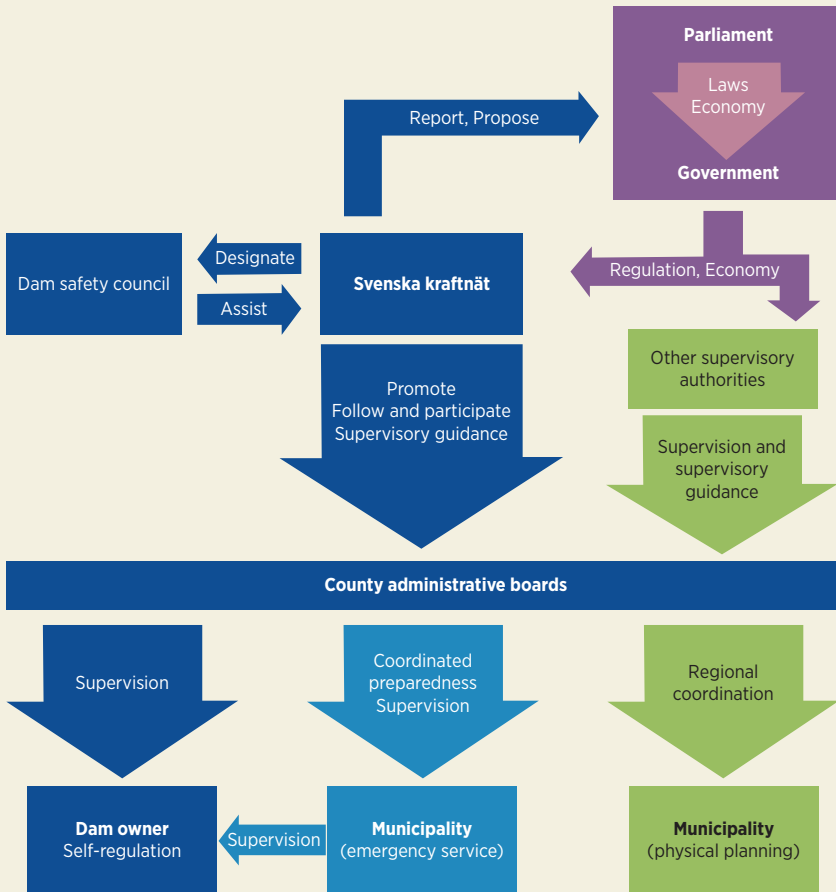 Parliament
Laws
Economy
Government
Report, Propose
Dam safety council
Designate
Assist
Svenska kraftnät
Regulation, Economy
Promote
Follow and participate
Supervisory guidance
Other supervisory
authorities
Supervision and
supervisory
guidance
County administrative boards
Supervision
Coordinated
preparedness
Supervision
Regional
coordination
Dam owner
Self-regulation
Supervision
Municipality
(emergency service)
Municipality
(physical planning)